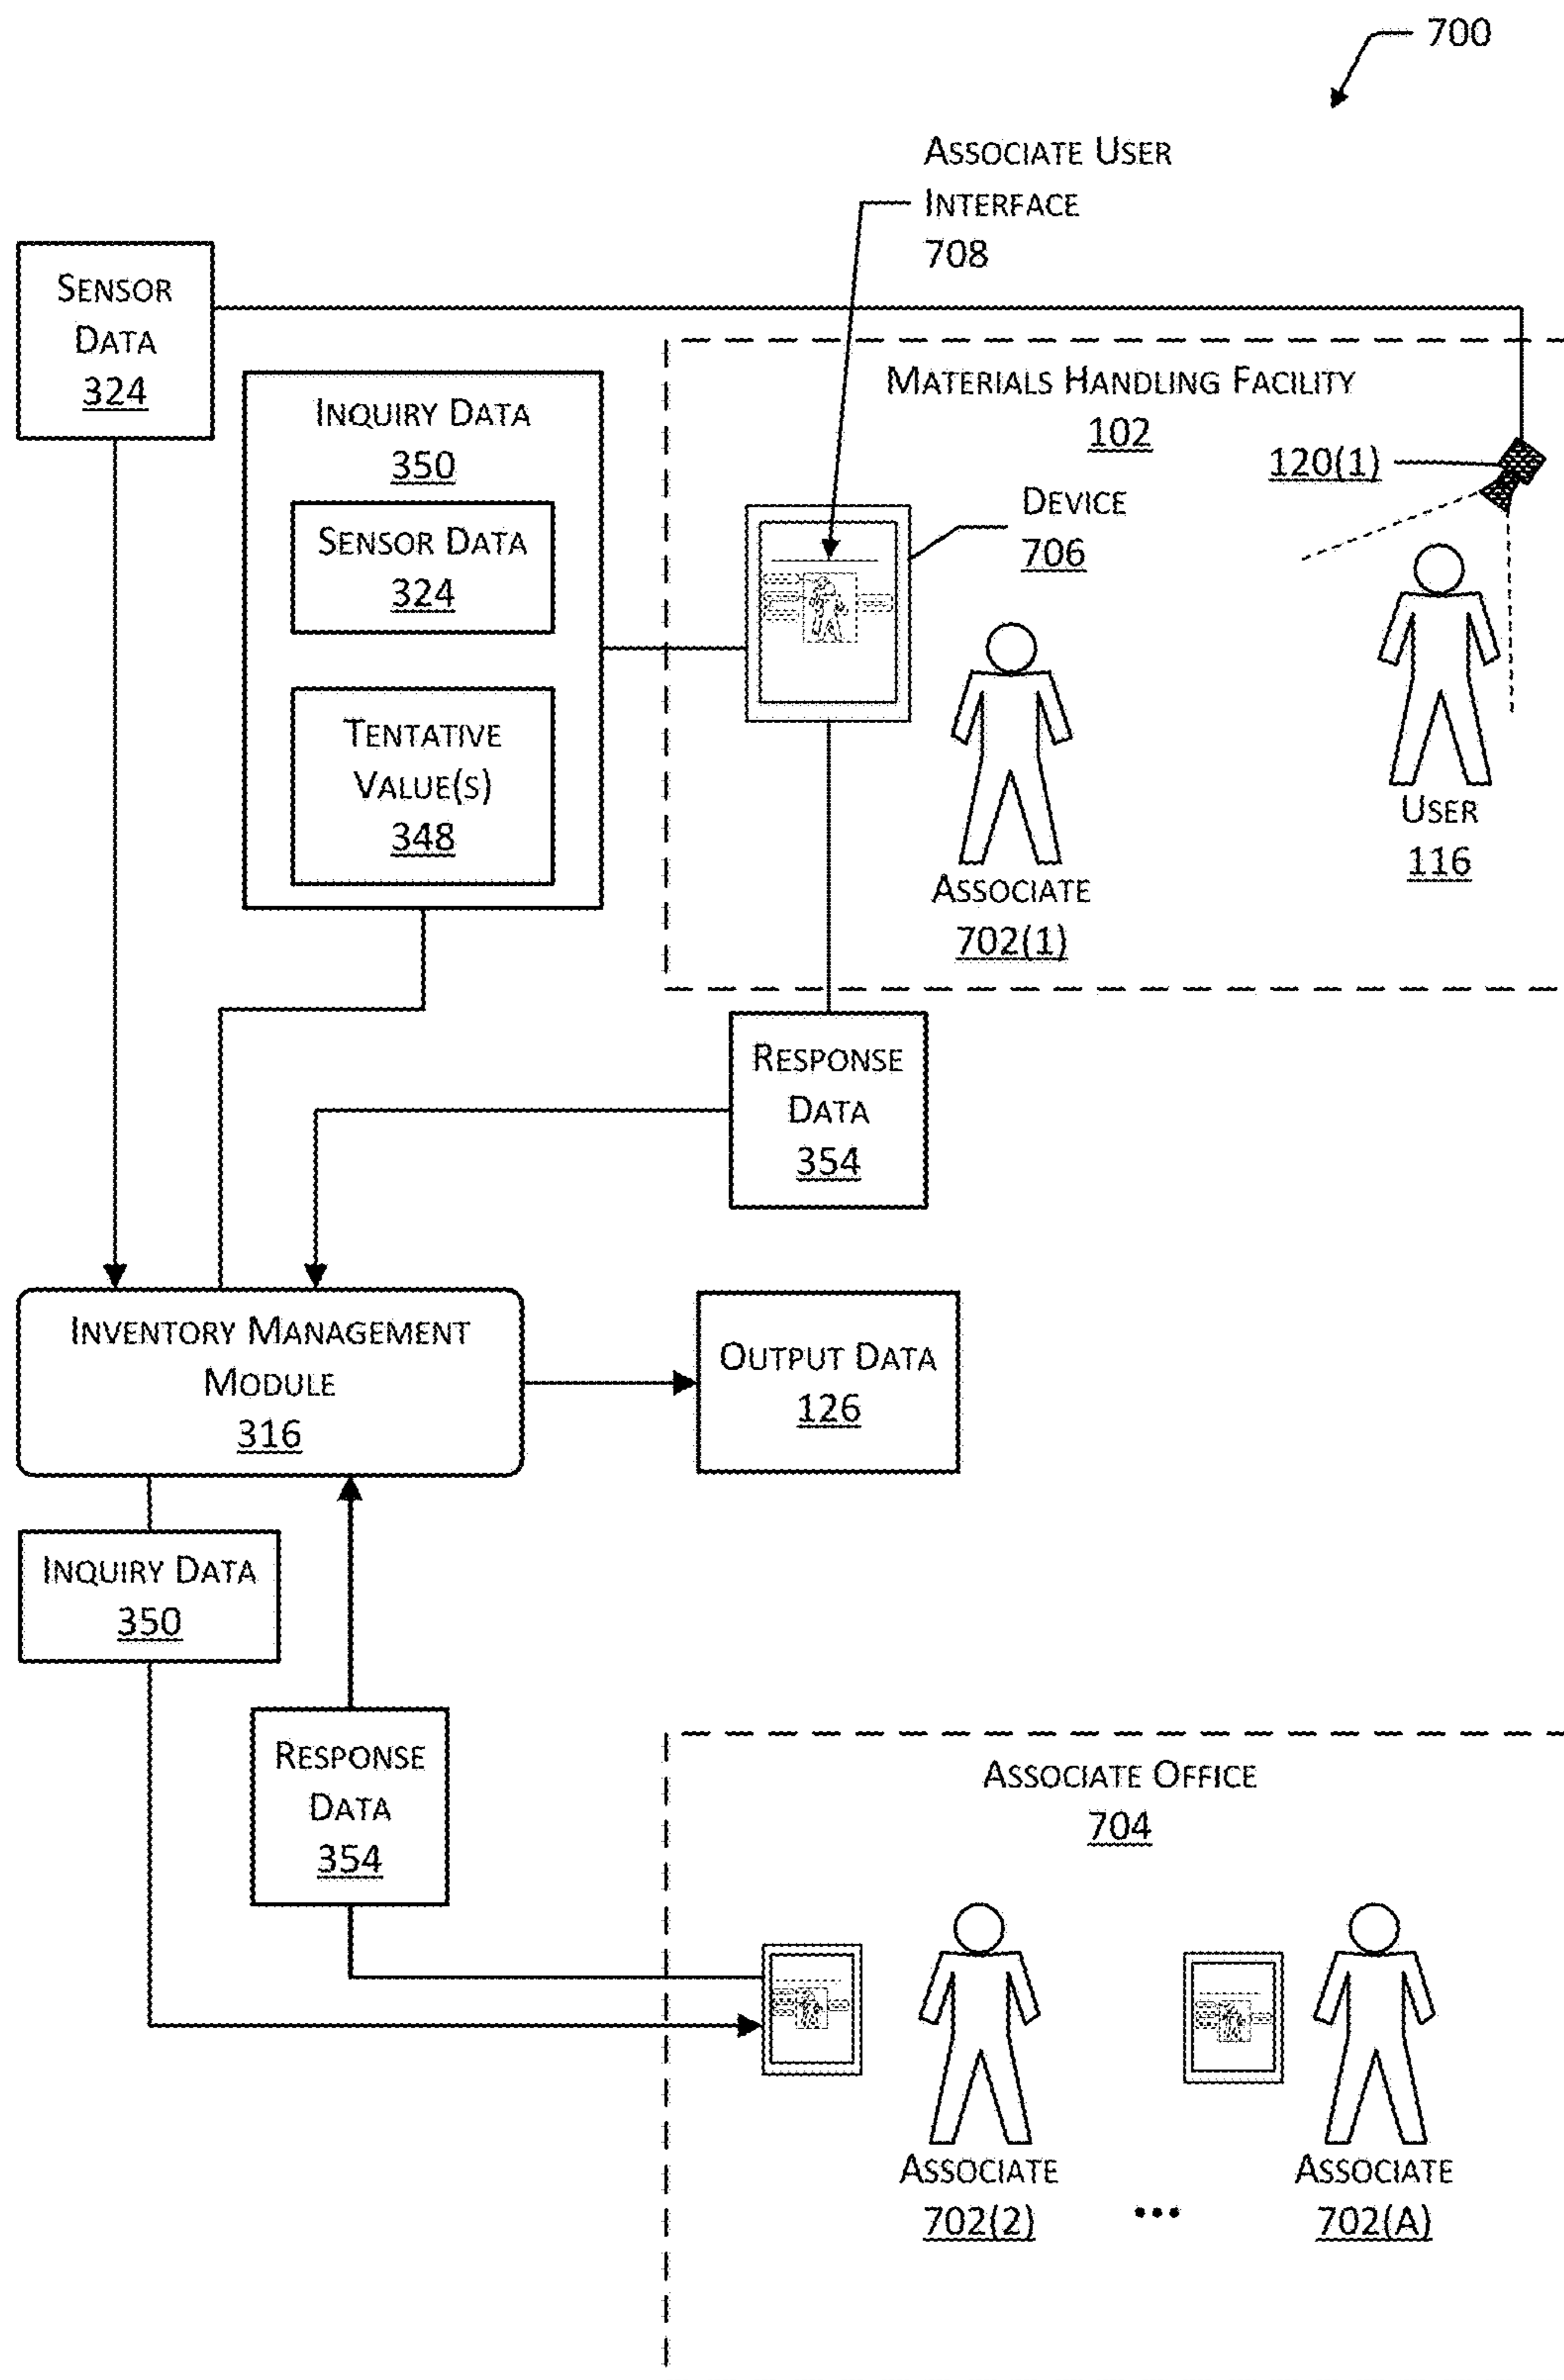 700
ASSOCIATE USER
INTERFACE
708
SENSOR
DATA
324
INQUIRY DATA
350
SENSOR DATA
324
TENTATIVE
VALUE(S)
348
MATERIALS HANDLING FACILITY
102
120(1)
DEVICE
706
USER
116
ASSOCIATE
702(1)
RESPONSE
DATA
354
INVENTORY MANAGEMENT
MODULE
316
OUTPUT DATA
126
INQUIRY DATA
350
RESPONSE
DATA
354
ASSOCIATE OFFICE
704
ASSOCIATE
702(2)
•••
ASSOCIATE
702(A)